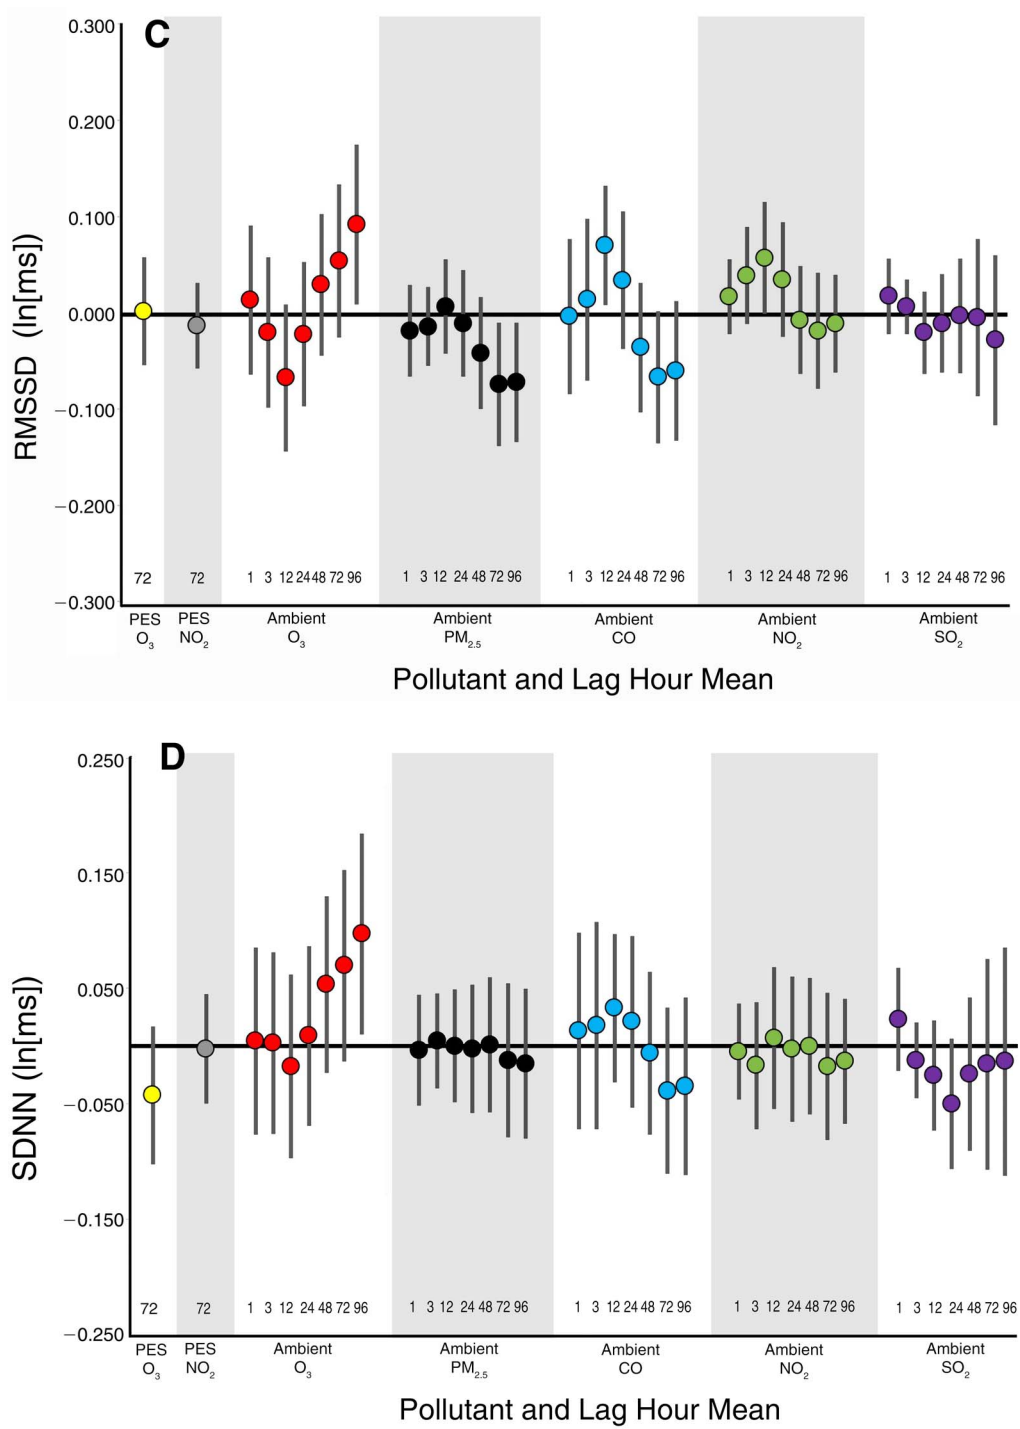 C
0.300
0.200
0.100
0.000
−0.100
−0.200
−0.300
RMSSD (ln[ms])
72 72 1 3 12 24 48 72 96 1 3 12 24 48 72 96 1 3 12 24 48 72 96 1 3 12 24 48 72 96 1 3 12 24 48 72 96
PES PES Ambient Ambient Ambient Ambient Ambient
O3 NO2 O3 PM2.5 CO NO2 SO2
Pollutant and Lag Hour Mean
D
0.250
0.150
0.050
−0.050
−0.150
−0.250
SDNN (ln[ms])
72 72 1 3 12 24 48 72 96 1 3 12 24 48 72 96 1 3 12 24 48 72 96 1 3 12 24 48 72 96 1 3 12 24 48 72 96
PES PES Ambient Ambient Ambient Ambient Ambient
O3 NO2 O3 PM2.5 CO NO2 SO2
Pollutant and Lag Hour Mean